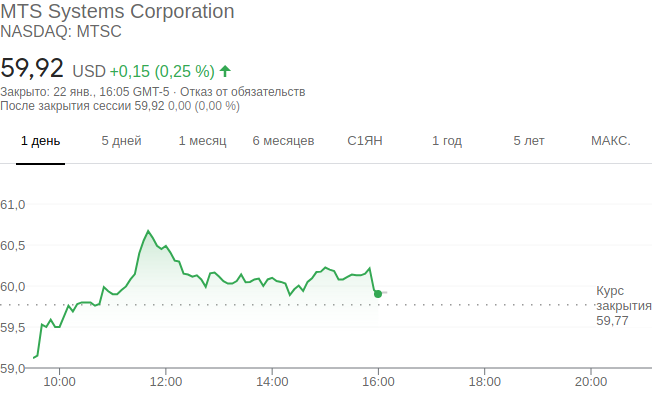 MTS Systems Corporation
NASDAQ: MTSC
59,92 USD +0,15 (0,25 %)
Закрыто: 22 янв., 16:05 GMT-5 · Отказ от обязательств
После закрытия сессии 59,92 0,00 (0,00 %)
1 день 5 дней 1 месяц 6 месяцев С1ЯН 1 год 5 лет МАКС.
61,0
60,5
60,0
59,5
59,0
Курс
закрытия
59,77
10:00 12:00 14:00 16:00 18:00 20:00